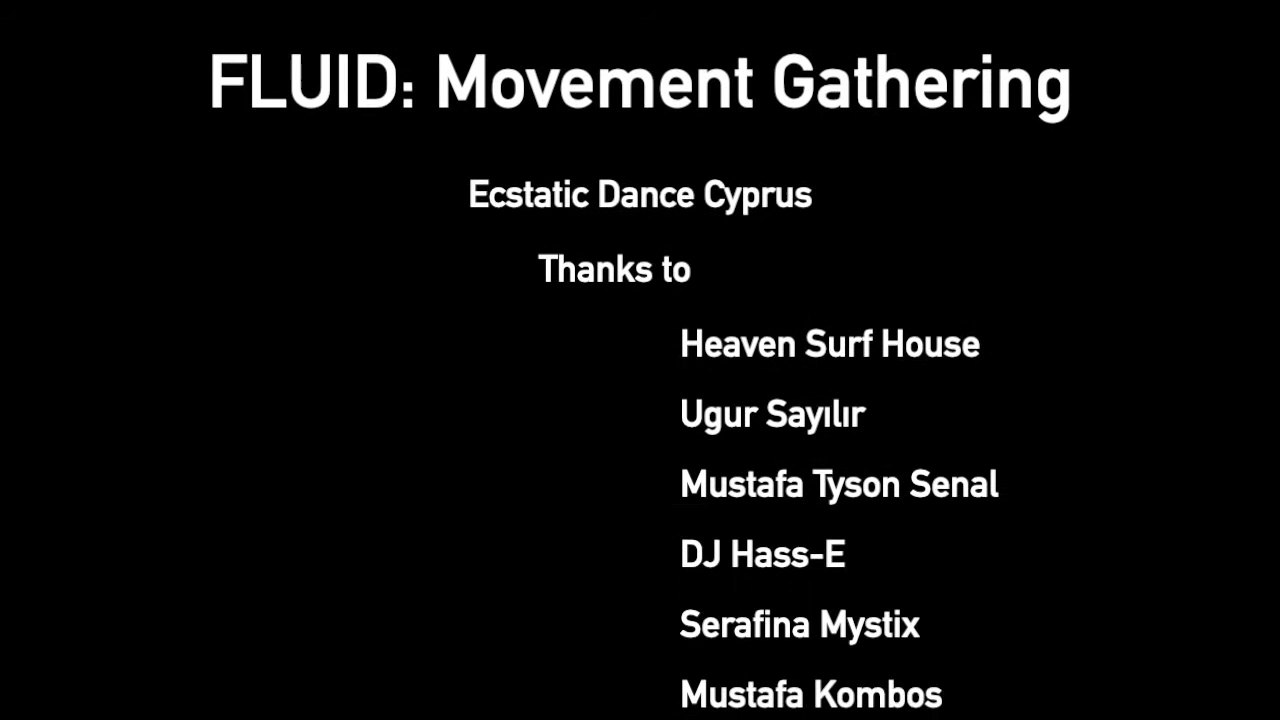 FLUID: Movement Gathering
Ecstatic Dance Cyprus
Thanks to
Heaven Surf House
Ugur Sayılır
Mustafa Tyson Senal
DJ Hass-E
Serafina Mystix
Mustafa Kombos